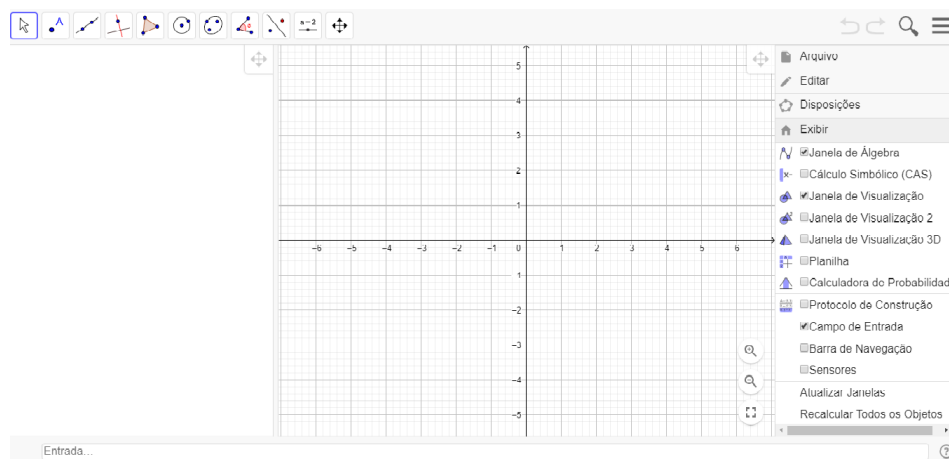 a=2
Arquivo
Editar
Disposições
Exibir
Janela de Álgebra
Cálculo Simbólico (CAS)
Janela de Visualização
Janela de Visualização 2
Janela de Visualização 3D
Planilha
Calculadora de Probabilidad
Protocolo de Construção
Campo de Entrada
Barra de Navegação
Sensores
Atualizar Janelas
Recalcular Todos os Objetos
5
4
3
2
1
-6 -5 -4 -3 -2 -1 0 1 2 3 4 5 6
-1
-2
-3
-4
-5
Entrada...